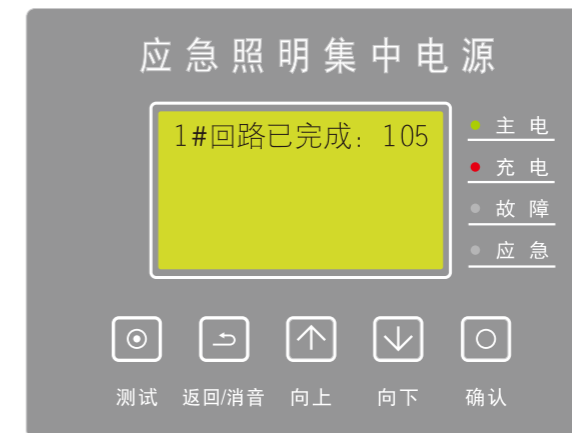 应急照明集中电源
1#回路已完成：105
主电
充电
故障
应急
测试 返回/消音 向上 向下 确认